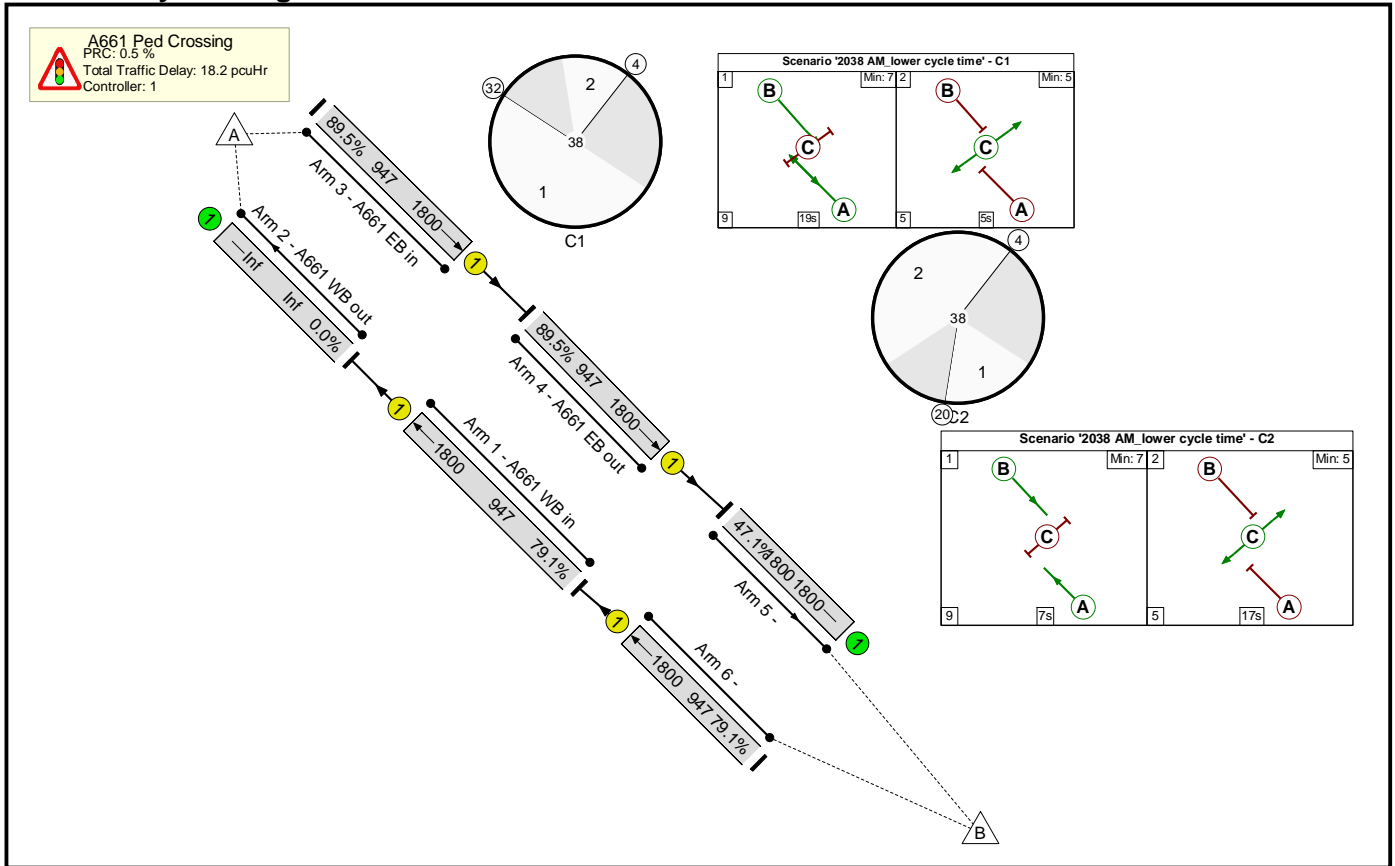 A661 Ped Crossing
PRC: 0.5 %
Total Traffic Delay: 18.2 pcuHr
Controller: 1
A
89.5% 947 1800
Arm 3 - A661 EB in
1
32
4
2
38
1
C1
Scenario '2038 AM_lower cycle time' - C1
1
Min: 7
B
C
A
9
19s
2
Min: 5
B
C
A
5
5s
1
Arm 2 - A661 WB out
Inf Inf 0.0%
1
Arm 1 - A661 WB in
1800 947 79.1%
89.5% 947 1800
Arm 4 - A661 EB out
1
4
2
38
1
20
C2
Scenario '2038 AM_lower cycle time' - C2
1
Min: 7
B
C
A
9
7s
2
Min: 5
B
C
A
5
17s
47.1% 1800 1800
Arm 5 -
1
1
Arm 6 -
1800 947 79.1%
B